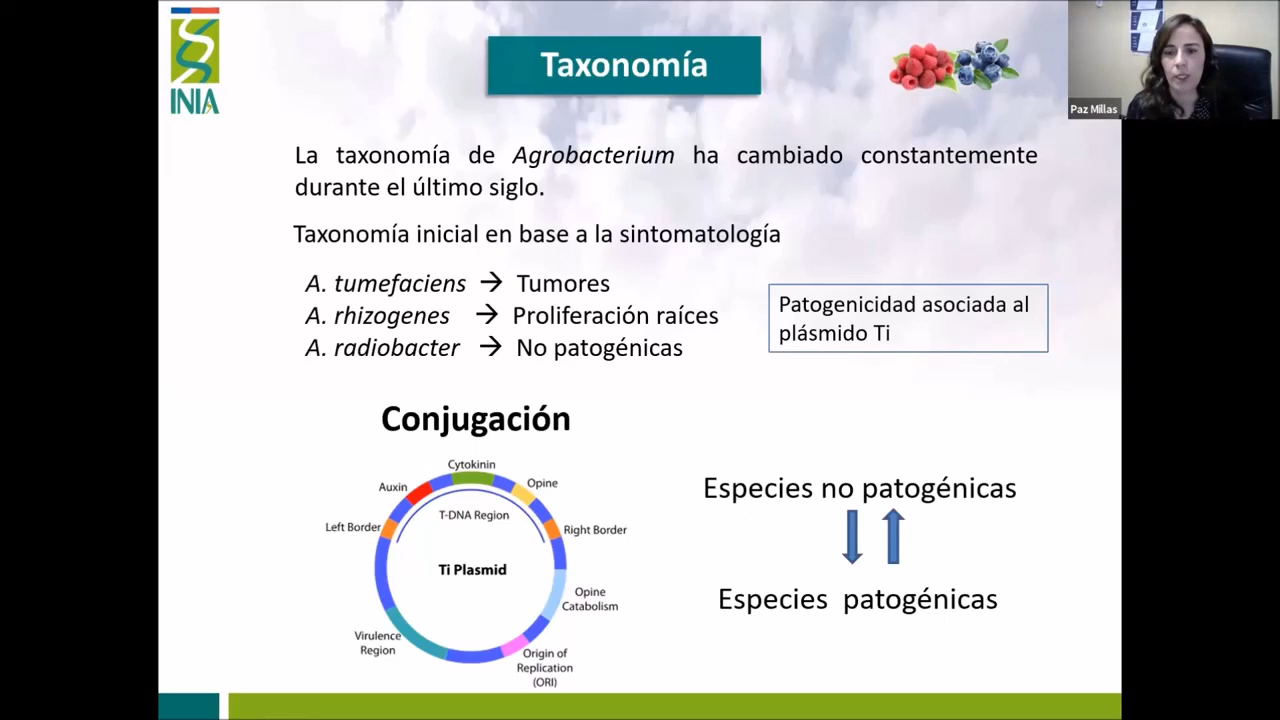 INIA
Taxonomía
Paz Millas
La taxonomía de Agrobacterium ha cambiado constantemente
durante el último siglo.
Taxonomía inicial en base a la sintomatología
A. tumefaciens → Tumores
A. rhizogenes → Proliferación raíces
A. radiobacter → No patogénicas
Patogenicidad asociada al
plásmido Ti
Conjugación
Cytokinin
Auxin
Opine
T-DNA Region
Left Border
Right Border
Ti Plasmid
Opine
Catabolism
Virulence
Region
Origin of
Replication
(ORI)
Especies no patogénicas
Especies patogénicas